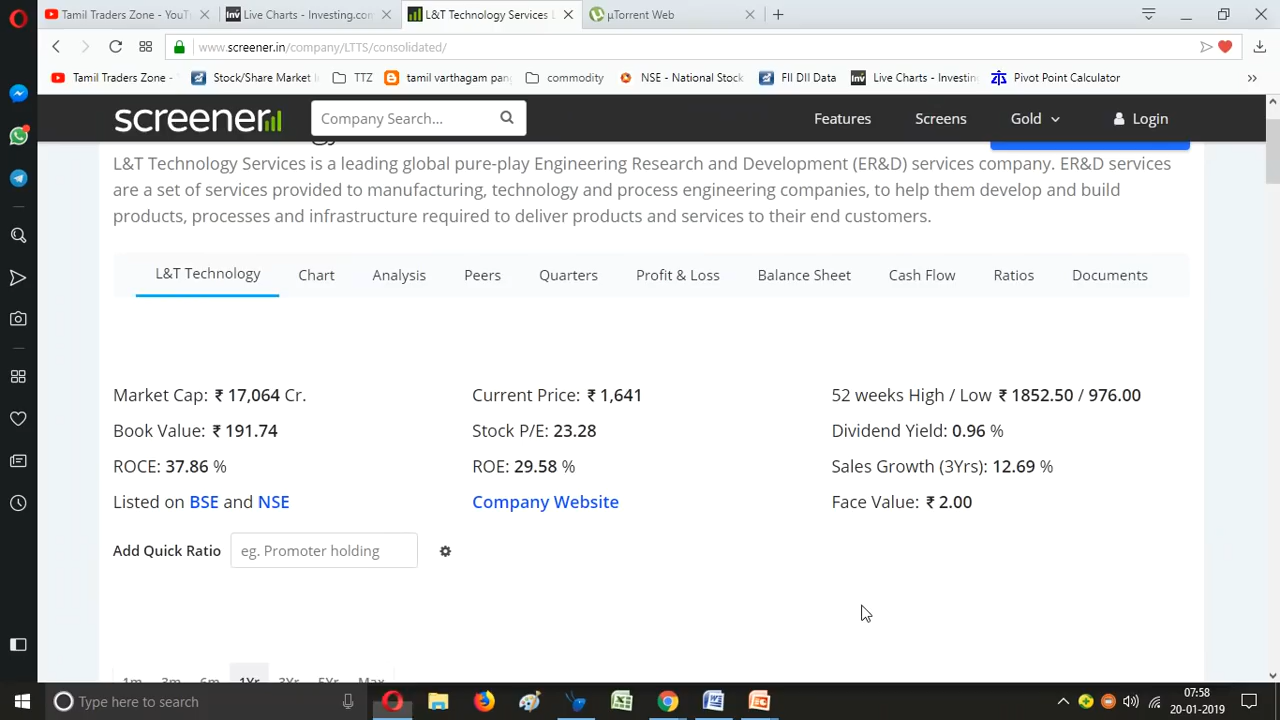 Tamil Traders Zone - YouT
Live Charts - Investing.com
L&T Technology Services L
µTorrent Web
www.screener.in/company/LTTS/consolidated/
Tamil Traders Zone -
Stock/Share Market I
TTZ
tamil varthagam pang
commodity
NSE - National Stock
FII DII Data
Live Charts - Investin
Pivot Point Calculator
screener
Company Search...
Features
Screens
Gold
Login
L&T Technology Services is a leading global pure-play Engineering Research and Development (ER&D) services company. ER&D services
are a set of services provided to manufacturing, technology and process engineering companies, to help them develop and build
products, processes and infrastructure required to deliver products and services to their end customers.
L&T Technology
Chart
Analysis
Peers
Quarters
Profit & Loss
Balance Sheet
Cash Flow
Ratios
Documents
Market Cap: ₹ 17,064 Cr.
Current Price: ₹ 1,641
52 weeks High / Low ₹ 1852.50 / 976.00
Book Value: ₹ 191.74
Stock P/E: 23.28
Dividend Yield: 0.96 %
ROCE: 37.86 %
ROE: 29.58 %
Sales Growth (3Yrs): 12.69 %
Listed on BSE and NSE
Company Website
Face Value: ₹ 2.00
Add Quick Ratio
eg. Promoter holding
1m 3m 6m 1Yr 3Yr 5Yr Max
Type here to search
07:58
20-01-2019